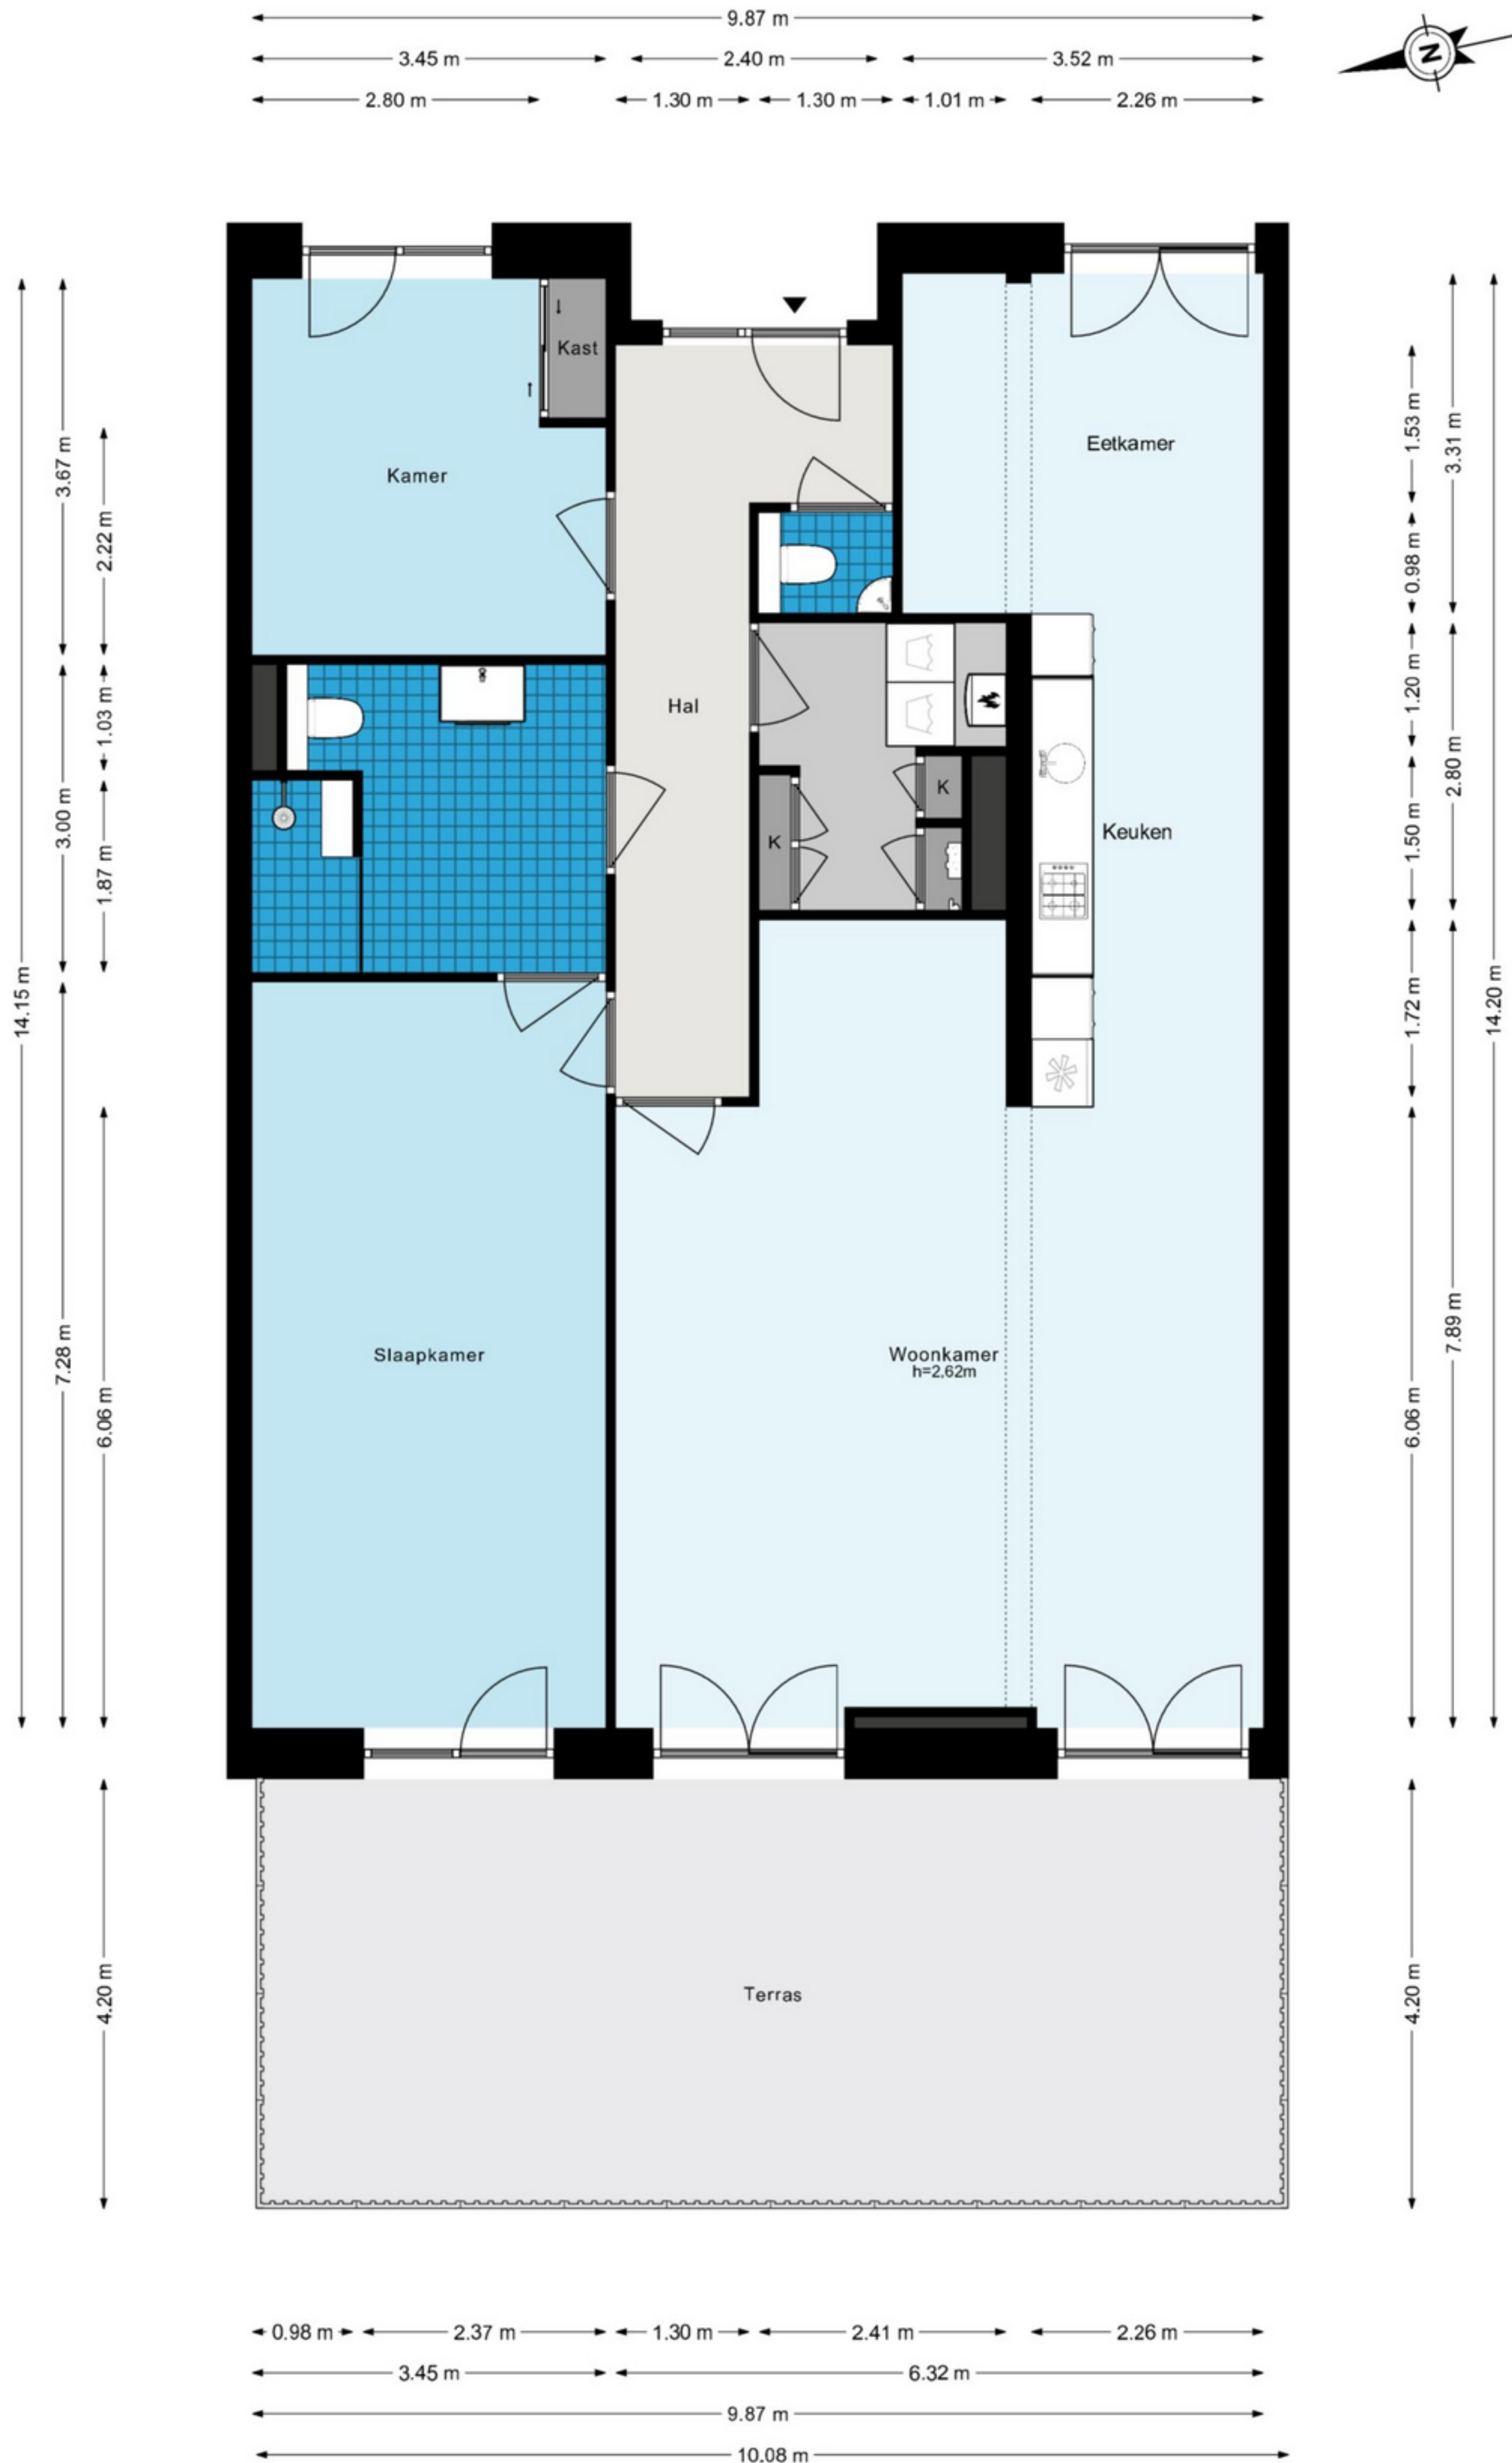 9.87 m
3.45 m
2.40 m
3.52 m
2.80 m
1.30 m
1.30 m
1.01 m
2.26 m
N
Kast
Eetkamer
Kamer
Hal
K
K
Keuken
Slaapkamer
Woonkamer
h=2,62m
Terras
14.15 m
3.67 m
3.00 m
7.28 m
2.22 m
1.03 m
1.87 m
6.06 m
4.20 m
1.53 m
0.98 m
1.20 m
1.50 m
1.72 m
6.06 m
4.20 m
3.31 m
2.80 m
7.89 m
14.20 m
0.98 m
2.37 m
1.30 m
2.41 m
2.26 m
3.45 m
6.32 m
9.87 m
10.08 m